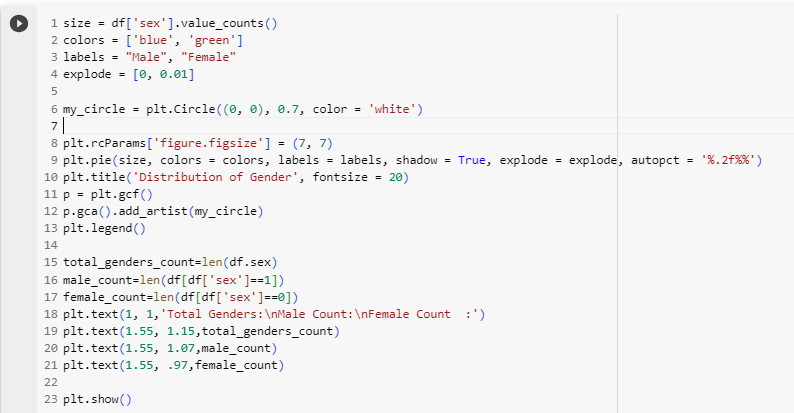 1 size = df['sex'].value_counts()
2 colors = ['blue', 'green']
3 labels = "Male", "Female"
4 explode = [0, 0.01]
5
6 my_circle = plt.Circle((0, 0), 0.7, color = 'white')
7
8 plt.rcParams['figure.figsize'] = (7, 7)
9 plt.pie(size, colors = colors, labels = labels, shadow = True, explode = explode, autopct = '%.2f%%')
10 plt.title('Distribution of Gender', fontsize = 20)
11 p = plt.gcf()
12 p.gca().add_artist(my_circle)
13 plt.legend()
14
15 total_genders_count=len(df.sex)
16 male_count=len(df[df['sex']==1])
17 female_count=len(df[df['sex']==0])
18 plt.text(1, 1,'Total Genders:\nMale Count:\nFemale Count  :')
19 plt.text(1.55, 1.15,total_genders_count)
20 plt.text(1.55, 1.07,male_count)
21 plt.text(1.55, .97,female_count)
22
23 plt.show()